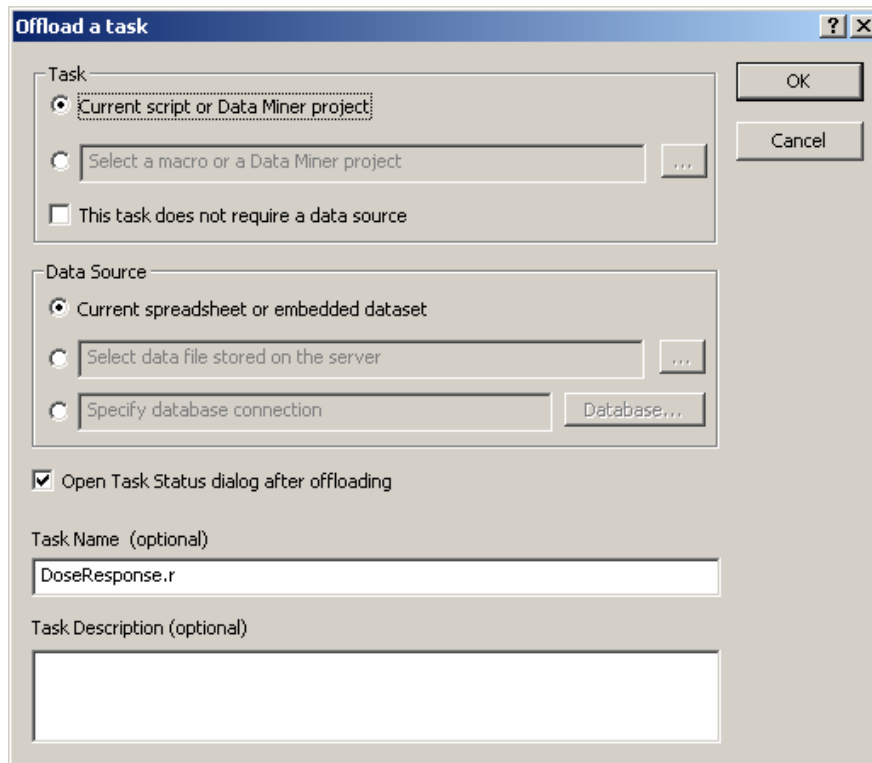 Offload a task
Task
Current script or Data Miner project
OK
Select a macro or a Data Miner project
...
Cancel
This task does not require a data source
Data Source
Current spreadsheet or embedded dataset
Select data file stored on the server
...
Specify database connection
Database...
Open Task Status dialog after offloading
Task Name (optional)
DoseResponse.r
Task Description (optional)